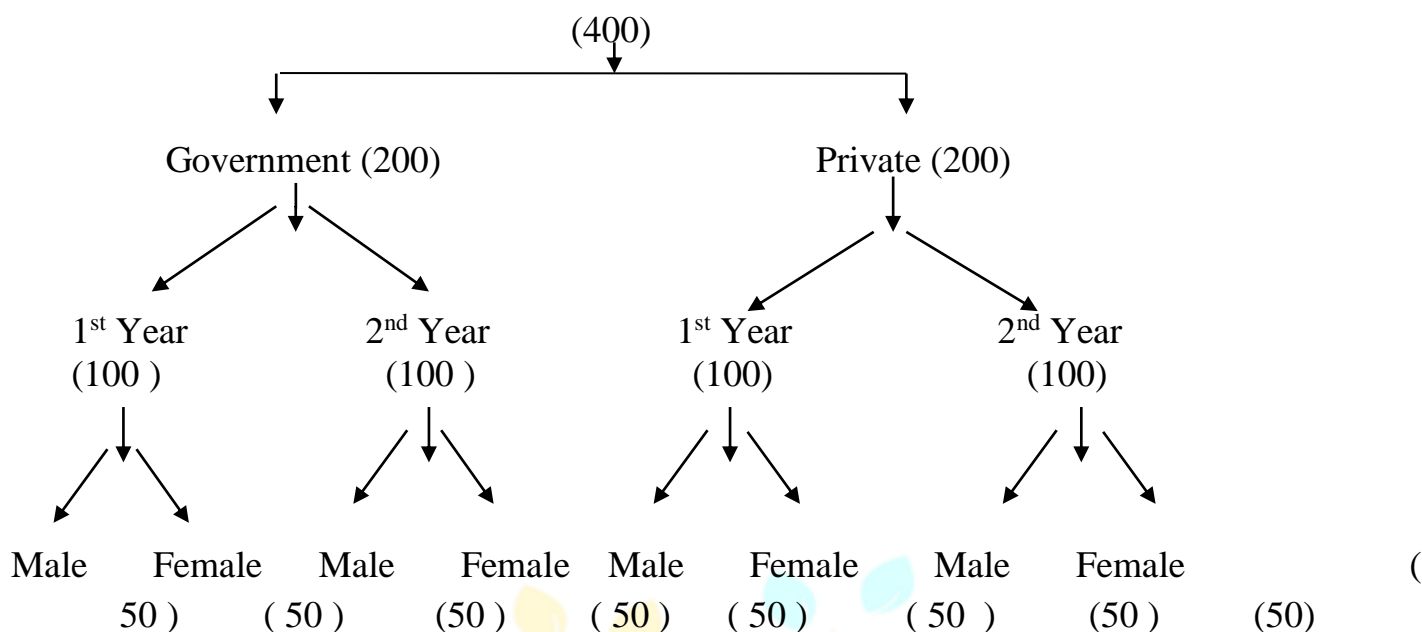 (400)
Government (200) Private (200)
1st Year 2nd Year 1st Year 2nd Year
(100 ) (100 ) (100) (100)
Male Female Male Female Male Female Male Female (
50 ) ( 50 ) (50) ( 50 ) ( 50 ) ( 50 ) (50) (50)